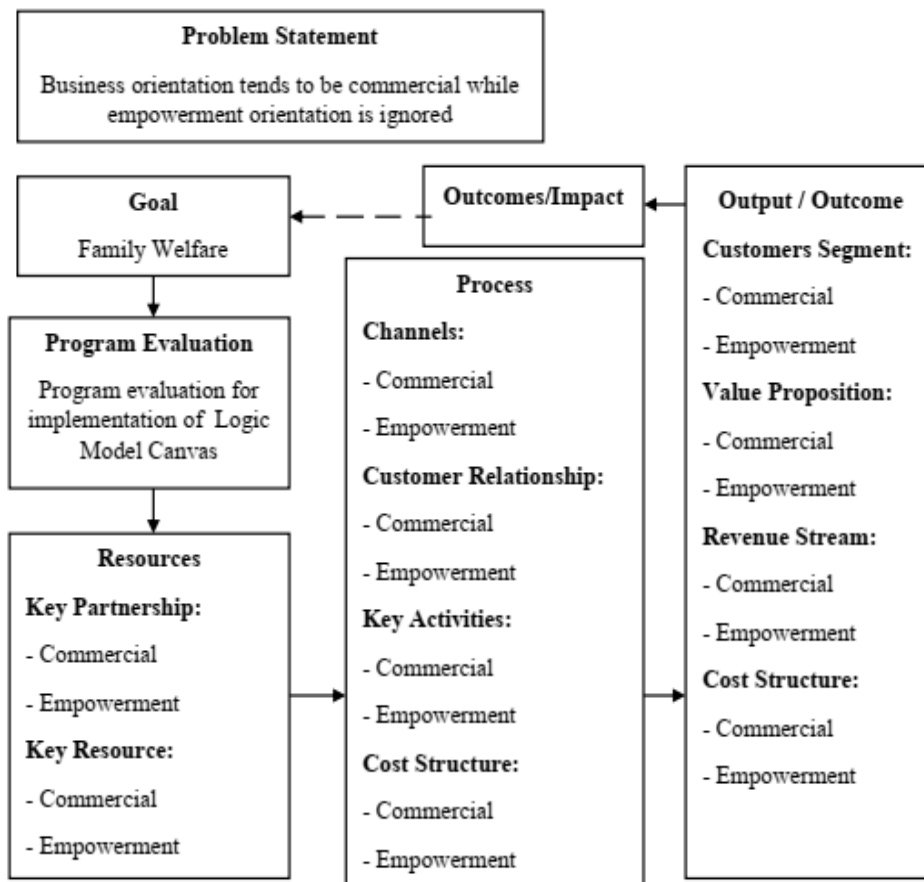 Problem Statement
Business orientation tends to be commercial while
empowerment orientation is ignored
Goal
Family Welfare
Program Evaluation
Program evaluation for
implementation of Logic
Model Canvas
Resources
Key Partnership:
- Commercial
- Empowerment
Key Resource:
- Commercial
- Empowerment
Process
Channels:
- Commercial
- Empowerment
Customer Relationship:
- Commercial
- Empowerment
Key Activities:
- Commercial
- Empowerment
Cost Structure:
- Commercial
- Empowerment
Output / Outcome
Customers Segment:
- Commercial
- Empowerment
Value Proposition:
- Commercial
- Empowerment
Revenue Stream:
- Commercial
- Empowerment
Cost Structure:
- Commercial
- Empowerment
Outcomes/Impact